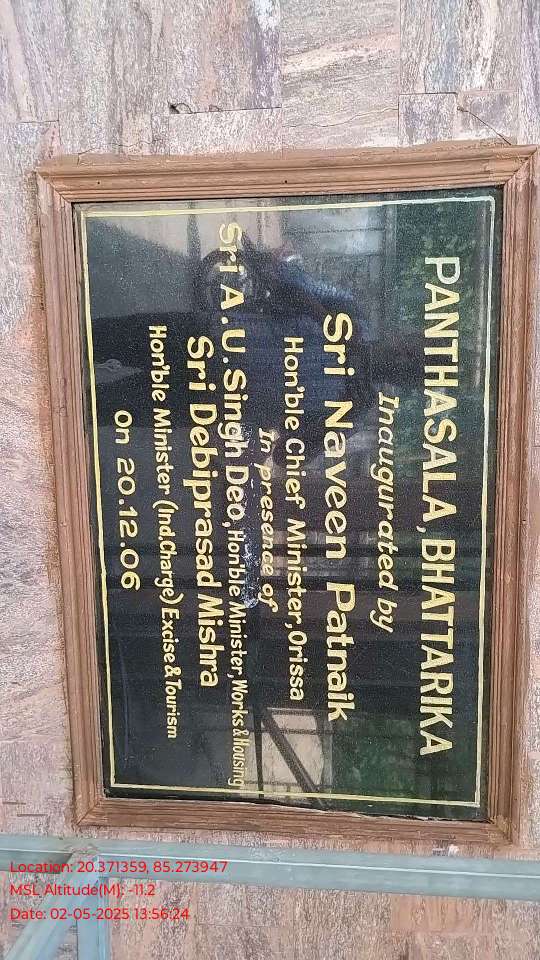 PANTHASALA, BHATTARIKA
Inaugurated by
Sri Naveen Patnaik
Hon'ble Chief Minister, Orissa
In presence of
Sri A.U. Singh Deo, Hon'ble Minister, Works & Housing
Sri Debiprasad Mishra
Hon'ble Minister (Ind. Charge) Excise & Tourism
On 20.12.06
Location: 20.371359, 85.273947
MSL Altitude(M): -11.2
Date: 02-05-2025 13:56:24